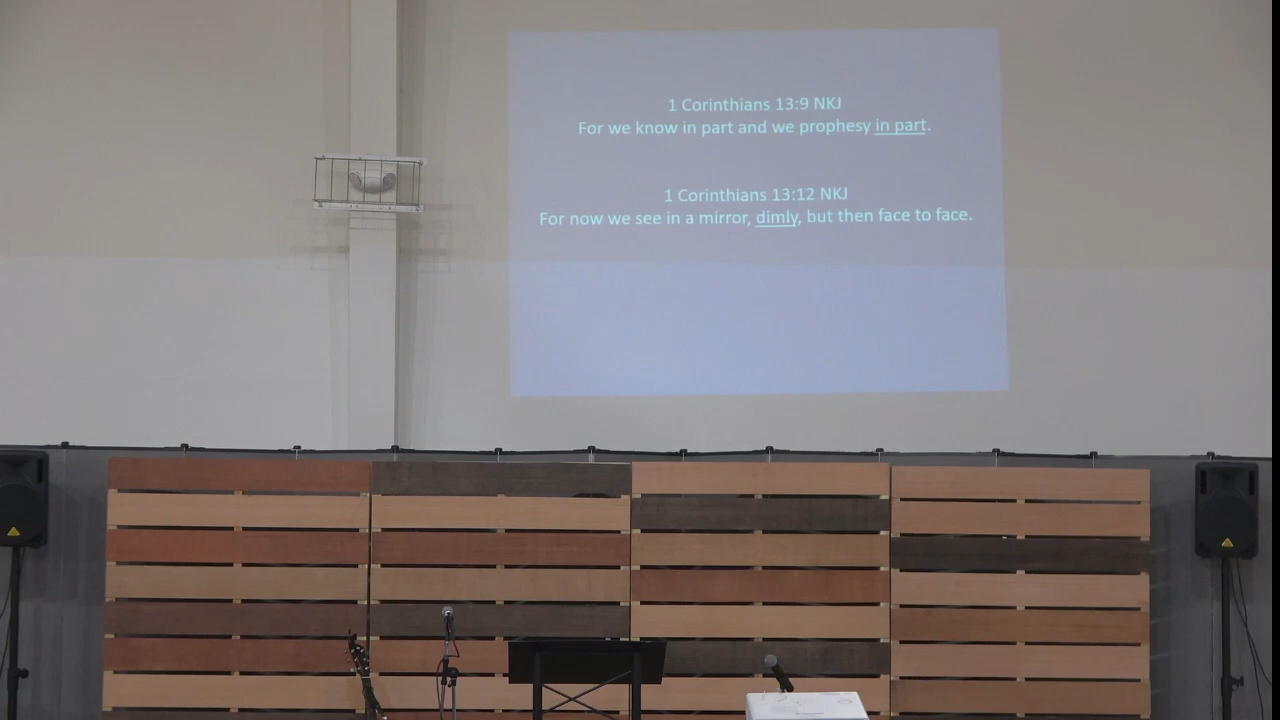 1 Corinthians 13:9 NKJ
For we know in part and we prophesy in part.
1 Corinthians 13:12 NKJ
For now we see in a mirror, dimly, but then face to face.